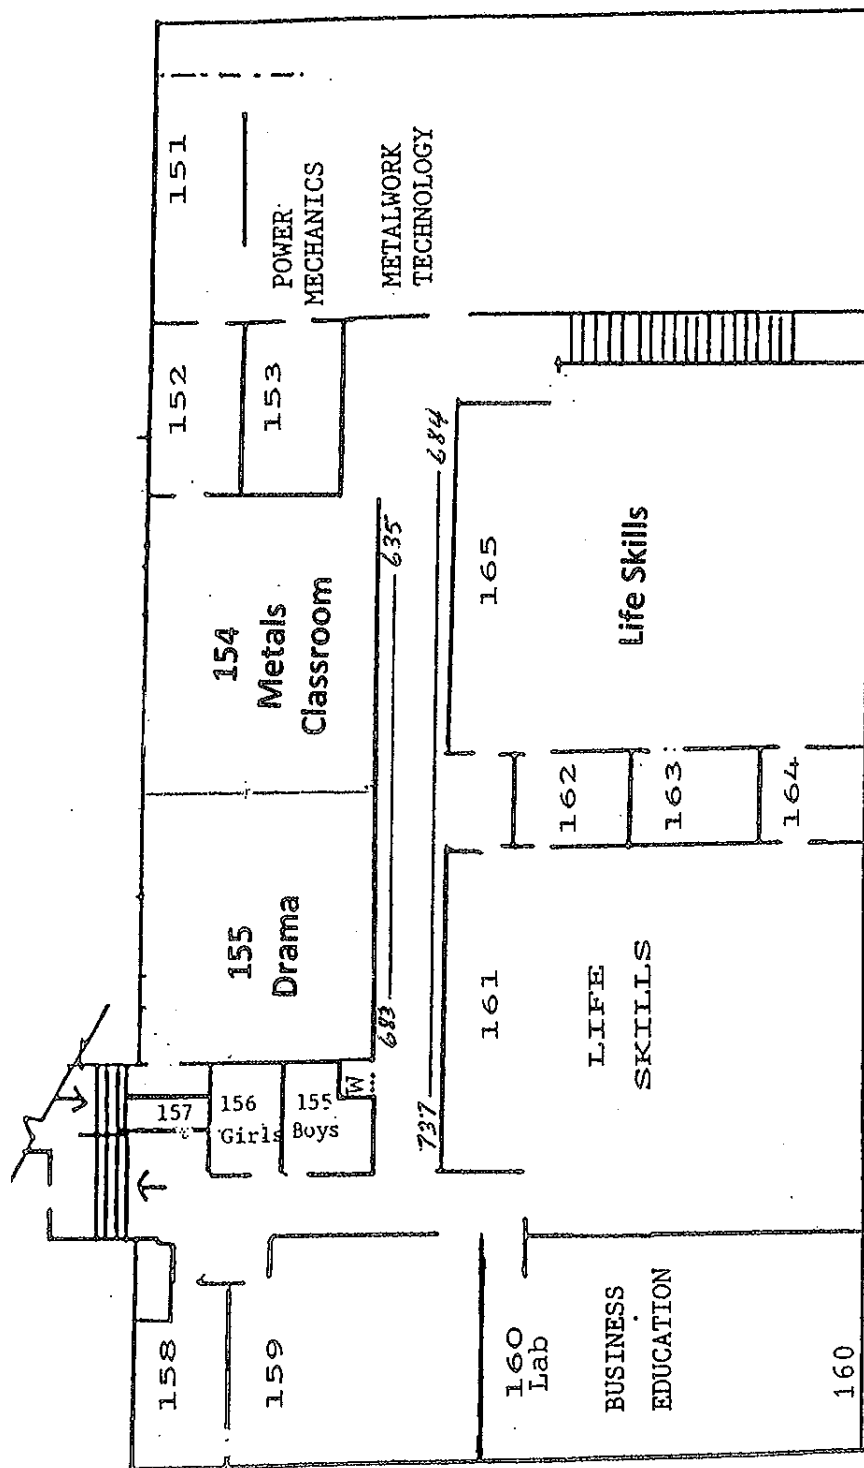 158
157
152
151
159
156
Girls
155
Boys
W
155
Drama
154
Metals
Classroom
153
POWER
MECHANICS
METALWORK
TECHNOLOGY
683
635
737
684
160
Lab
161
165
BUSINESS
EDUCATION
LIFE
SKILLS
162
163
164
Life Skills
160